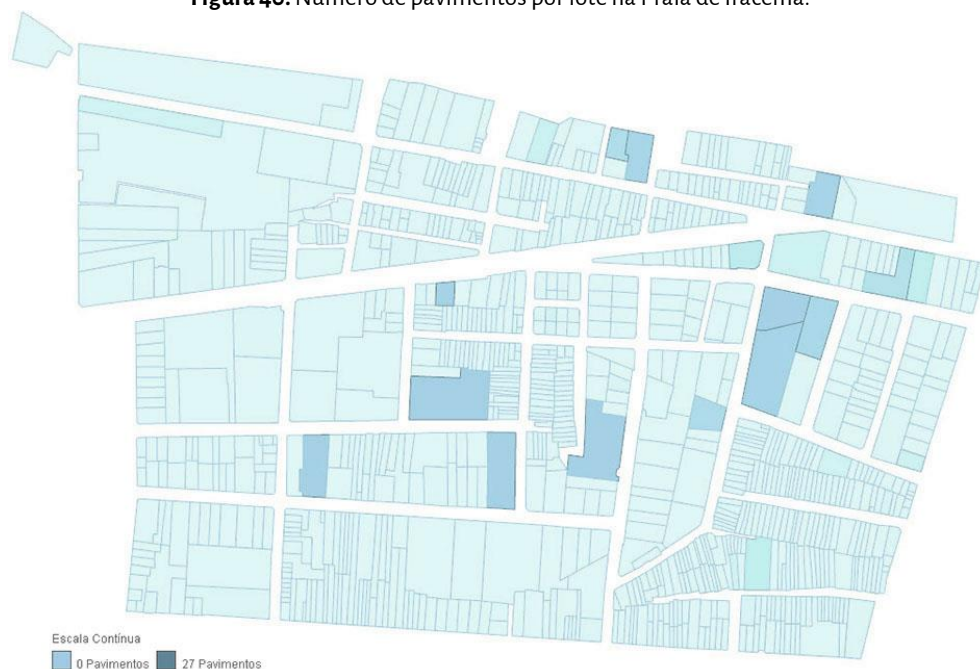 Figura 40. Número de pavimentos por lote na Praia de Iracema.
Escala Contínua
0 Pavimentos 27 Pavimentos